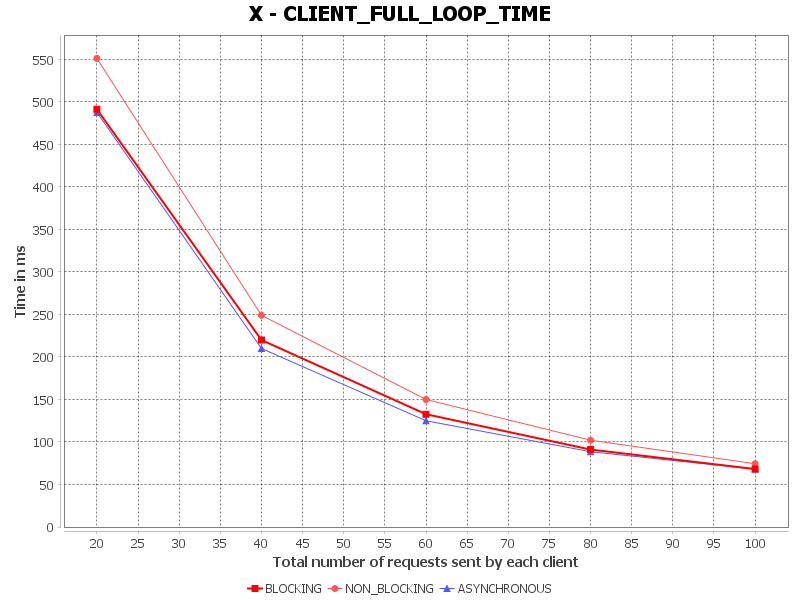 X - CLIENT_FULL_LOOP_TIME
550
500
450
400
350
300
250
200
150
100
50
0
Time in ms
20 25 30 35 40 45 50 55 60 65 70 75 80 85 90 95 100
Total number of requests sent by each client
BLOCKING NON_BLOCKING ASYNCHRONOUS